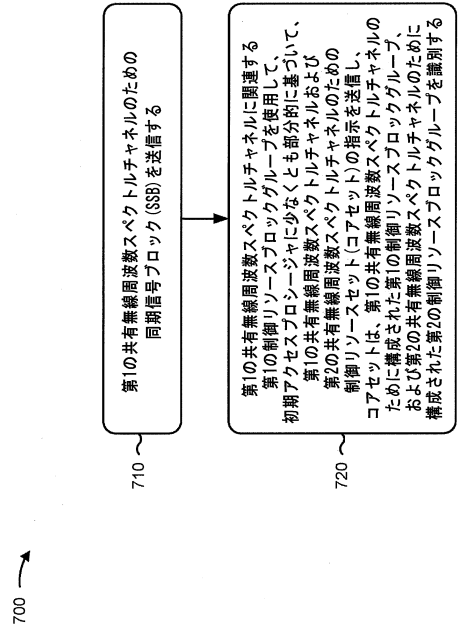 700
710
第1の共有無線周波数スペクトルチャネルのための
同期信号ブロック(SSB)を送信する
720
第1の共有無線周波数スペクトルチャネルに関連する
第1の制御リソースブロックグループを使用して、
初期アクセスプロシージャに少なくとも部分的に基づいて、
第1の共有無線周波数スペクトルチャネルおよび
第2の共有無線周波数スペクトルチャネルのための
制御リソースセット(コアセット)の指示を送信し、
コアセットは、第1の共有無線周波数スペクトルチャネルの
ために構成された第1の制御リソースブロックグループ、
および第2の共有無線周波数スペクトルチャネルのために
構成された第2の制御リソースブロックグループを識別する